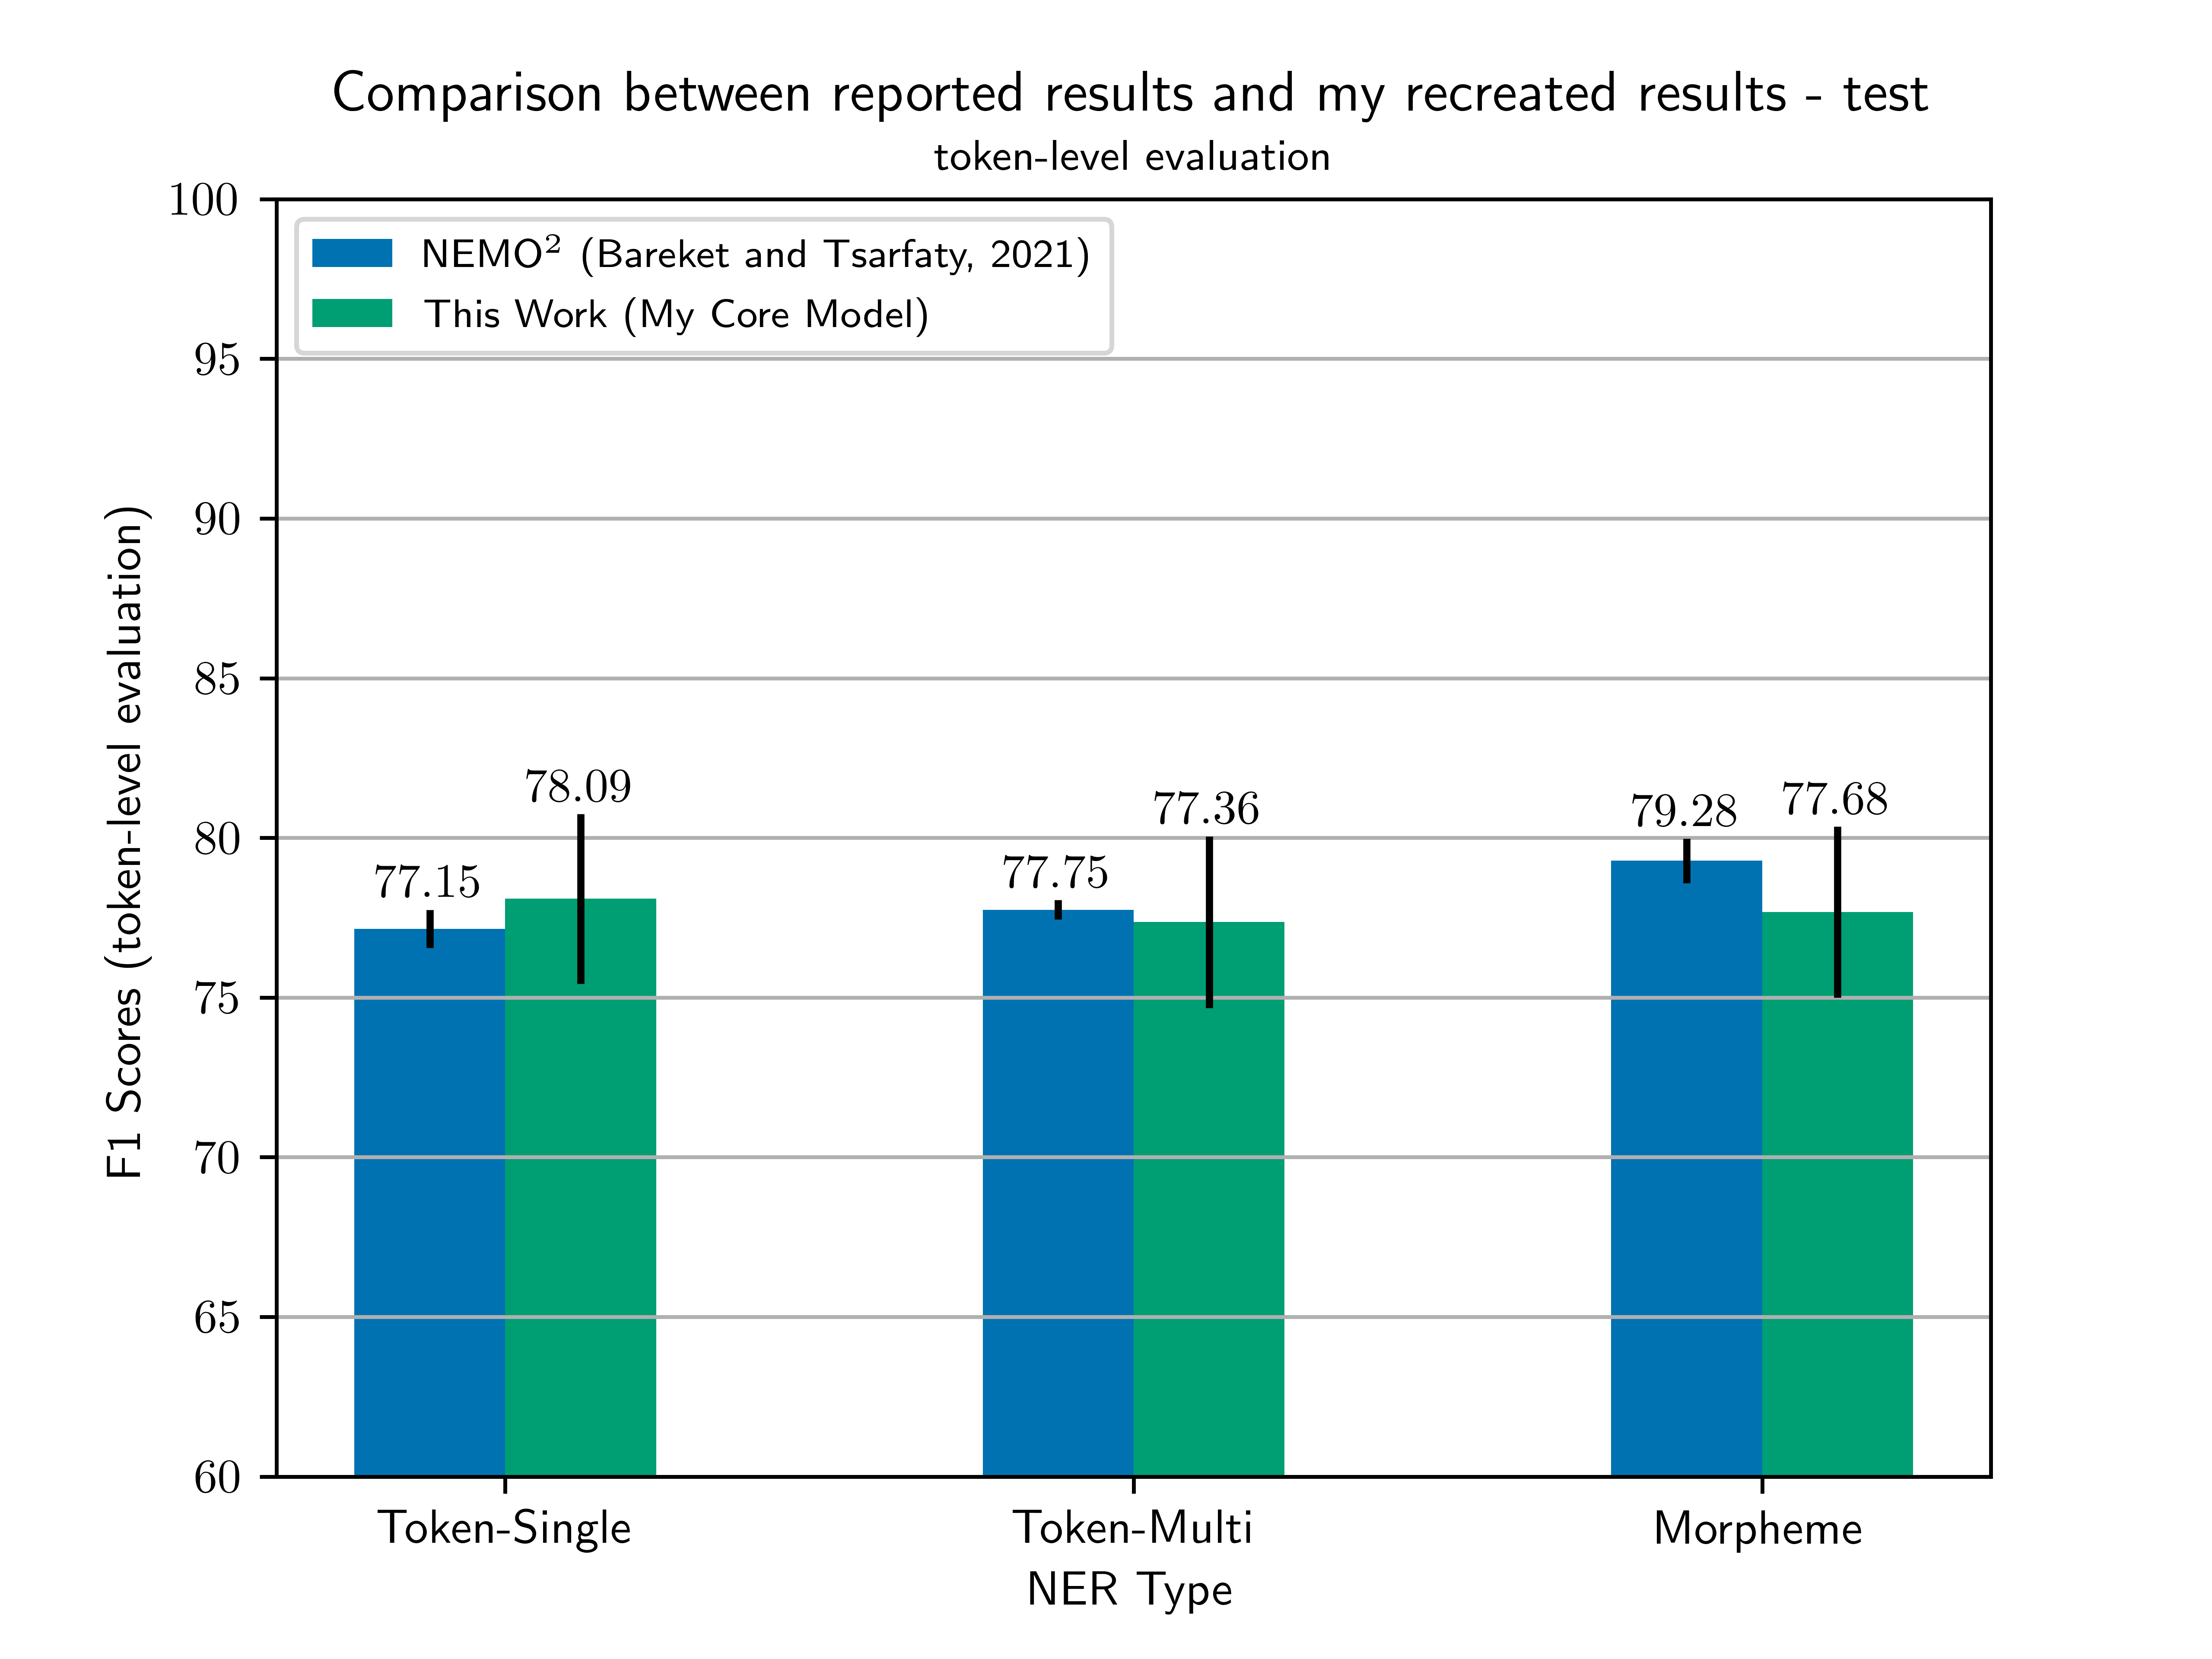 Comparison between reported results and my recreated results - test
token-level evaluation
NEMO² (Bareket and Tsarfaty, 2021)
This Work (My Core Model)
F1 Scores (token-level evaluation)
100
95
90
85
80
75
70
65
60
77.15
78.09
77.75
77.36
79.28
77.68
Token-Single
Token-Multi
Morpheme
NER Type